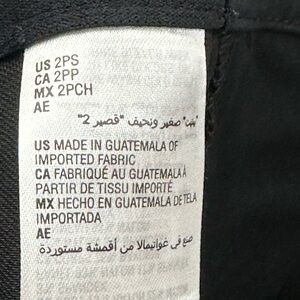 US 2PS
CA 2PP
MX 2PCH
AE
"بيتيت" صغير ونحيف "قصير 2"
US MADE IN GUATEMALA OF
IMPORTED FABRIC
CA FABRIQUÉ AU GUATEMALA À
PARTIR DE TISSU IMPORTÉ
MX HECHO EN GUATEMALA DE TELA
IMPORTADA
AE
صنع في غواتيمالا من أقمشة مستوردة